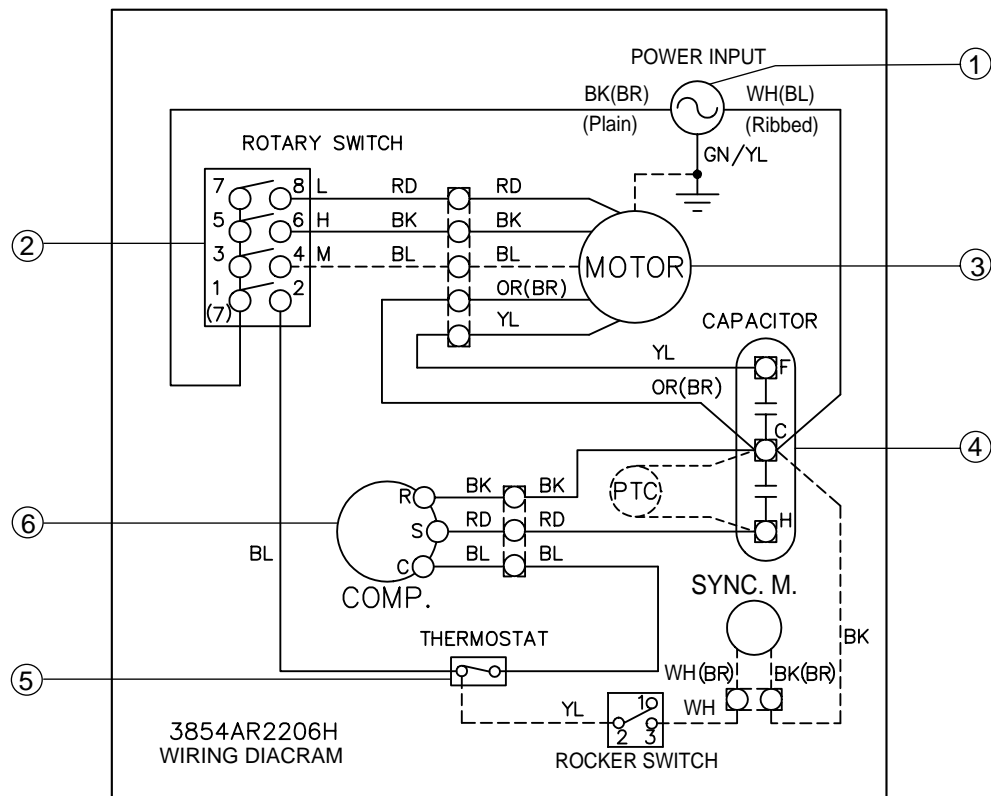 POWER INPUT
1
BK(BR)
WH(BL)
(Plain)
(Ribbed)
ROTARY SWITCH
GN/YL
7
8
L
RD
RD
5
6
H
BK
BK
2
3
4
M
BL
BL
MOTOR
3
1
2
(7)
OR(BR)
YL
CAPACITOR
YL
F
OR(BR)
C
4
R
BK
BK
PTC
6
S
RD
RD
H
BL
C
BL
BL
COMP.
SYNC. M.
THERMOSTAT
BK
5
WH(BR)
BK(BR)
YL
1
WH
2
3
3854AR2206H
WIRING DIACRAM
ROCKER SWITCH